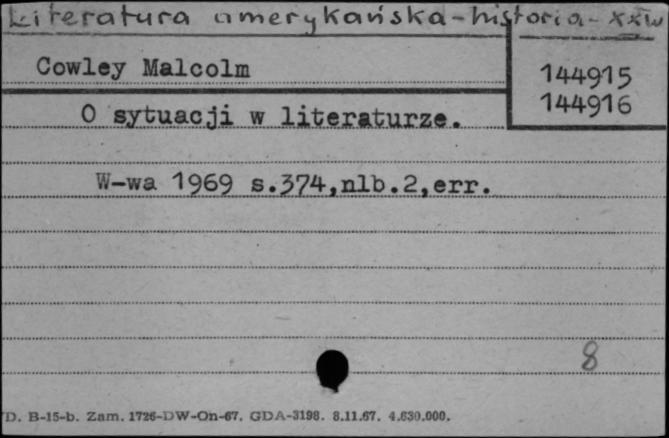 Literatura amerykańska-historia-XXw
Cowley Malcolm
144915
144916
O sytuacji w literaturze.
W-wa 1969 s.374,nlb.2,err.
8
D. B-15-b. Zam. 1726-DW-On-67. GDA-3198. 8.11.67. 4.630.000.